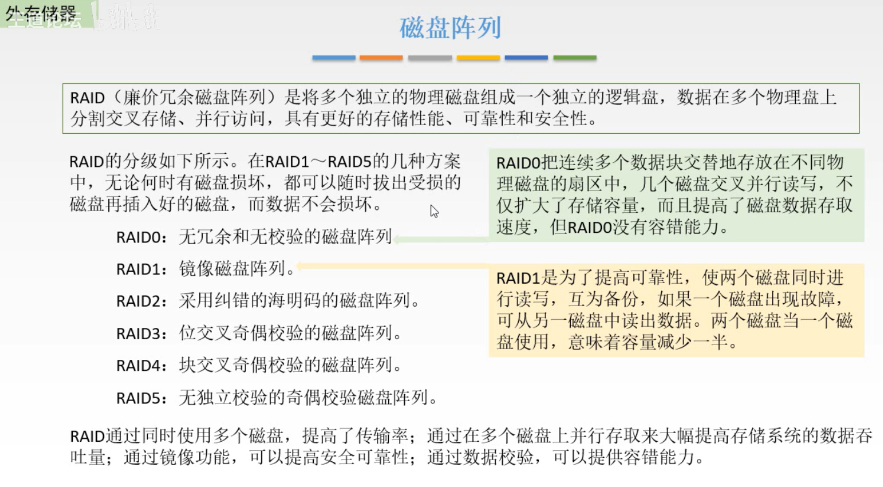 外存储器
磁盘阵列
RAID（廉价冗余磁盘阵列）是将多个独立的物理磁盘组成一个独立的逻辑盘，数据在多个物理盘上
分割交叉存储、并行访问，具有更好的存储性能、可靠性和安全性。
RAID的分级如下所示。在RAID1～RAID5的几种方案
中，无论何时有磁盘损坏，都可以随时拔出受损的
磁盘再插入好的磁盘，而数据不会损坏。
RAID0：无冗余和无校验的磁盘阵列
RAID1：镜像磁盘阵列。
RAID2：采用纠错的海明码的磁盘阵列。
RAID3：位交叉奇偶校验的磁盘阵列。
RAID4：块交叉奇偶校验的磁盘阵列。
RAID5：无独立校验的奇偶校验磁盘阵列。
RAID0把连续多个数据块交替地存放在不同物
理磁盘的扇区中，几个磁盘交叉并行读写，不
仅扩大了存储容量，而且提高了磁盘数据存取
速度，但RAID0没有容错能力。
RAID1是为了提高可靠性，使两个磁盘同时进
行读写，互为备份，如果一个磁盘出现故障，
可从另一磁盘中读出数据。两个磁盘当一个磁
盘使用，意味着容量减少一半。
RAID通过同时使用多个磁盘，提高了传输率；通过在多个磁盘上并行存取来大幅提高存储系统的数据吞
吐量；通过镜像功能，可以提高安全可靠性；通过数据校验，可以提供容错能力。